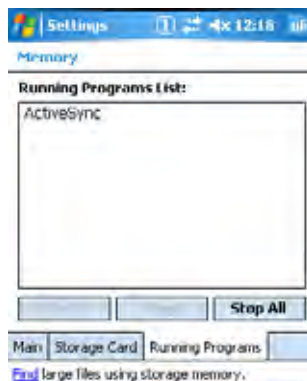 Settings 12:18
Memory
Running Programs List:
ActiveSync
Stop All
Main Storage Card Running Programs
Find large files using storage memory.